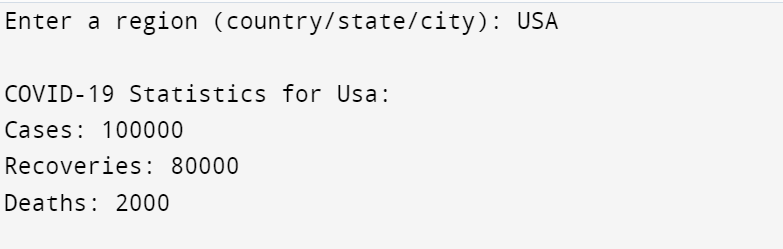 Enter a region (country/state/city): USA
COVID-19 Statistics for Usa:
Cases: 100000
Recoveries: 80000
Deaths: 2000